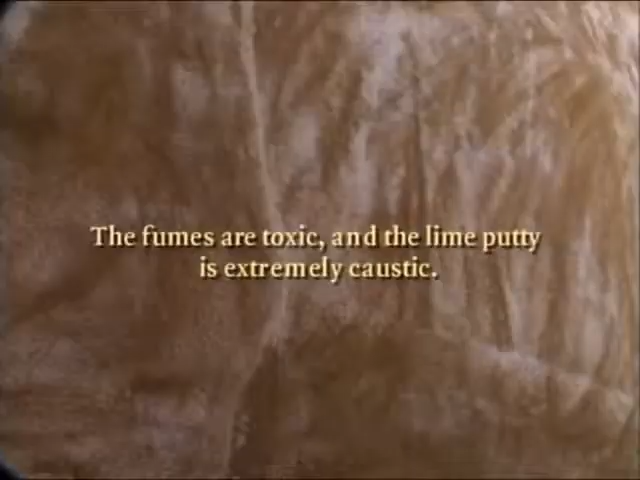 The fumes are toxic, and the lime putty
is extremely caustic.